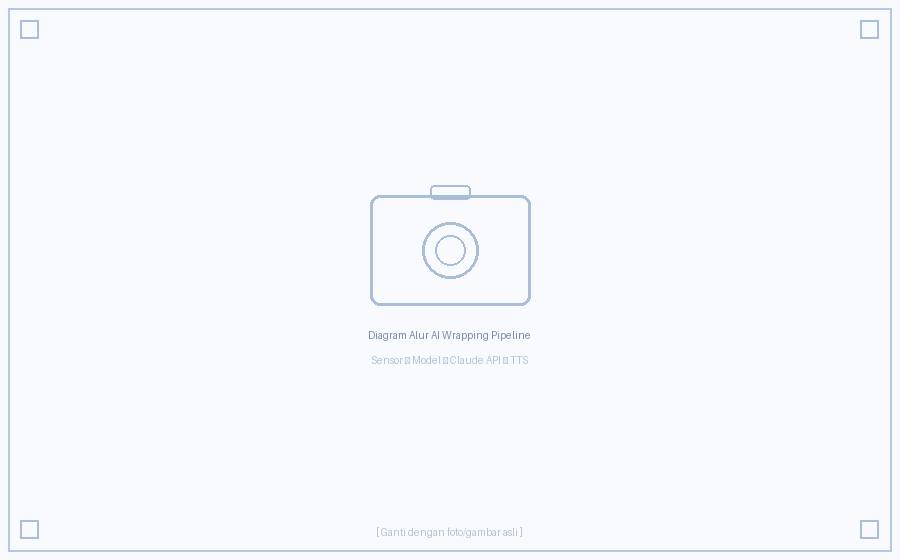 Diagram Alur AI Wrapping Pipeline
Sensor ▯ Model ▯ Claude API ▯ TTS
[ Ganti dengan foto/gambar asli ]